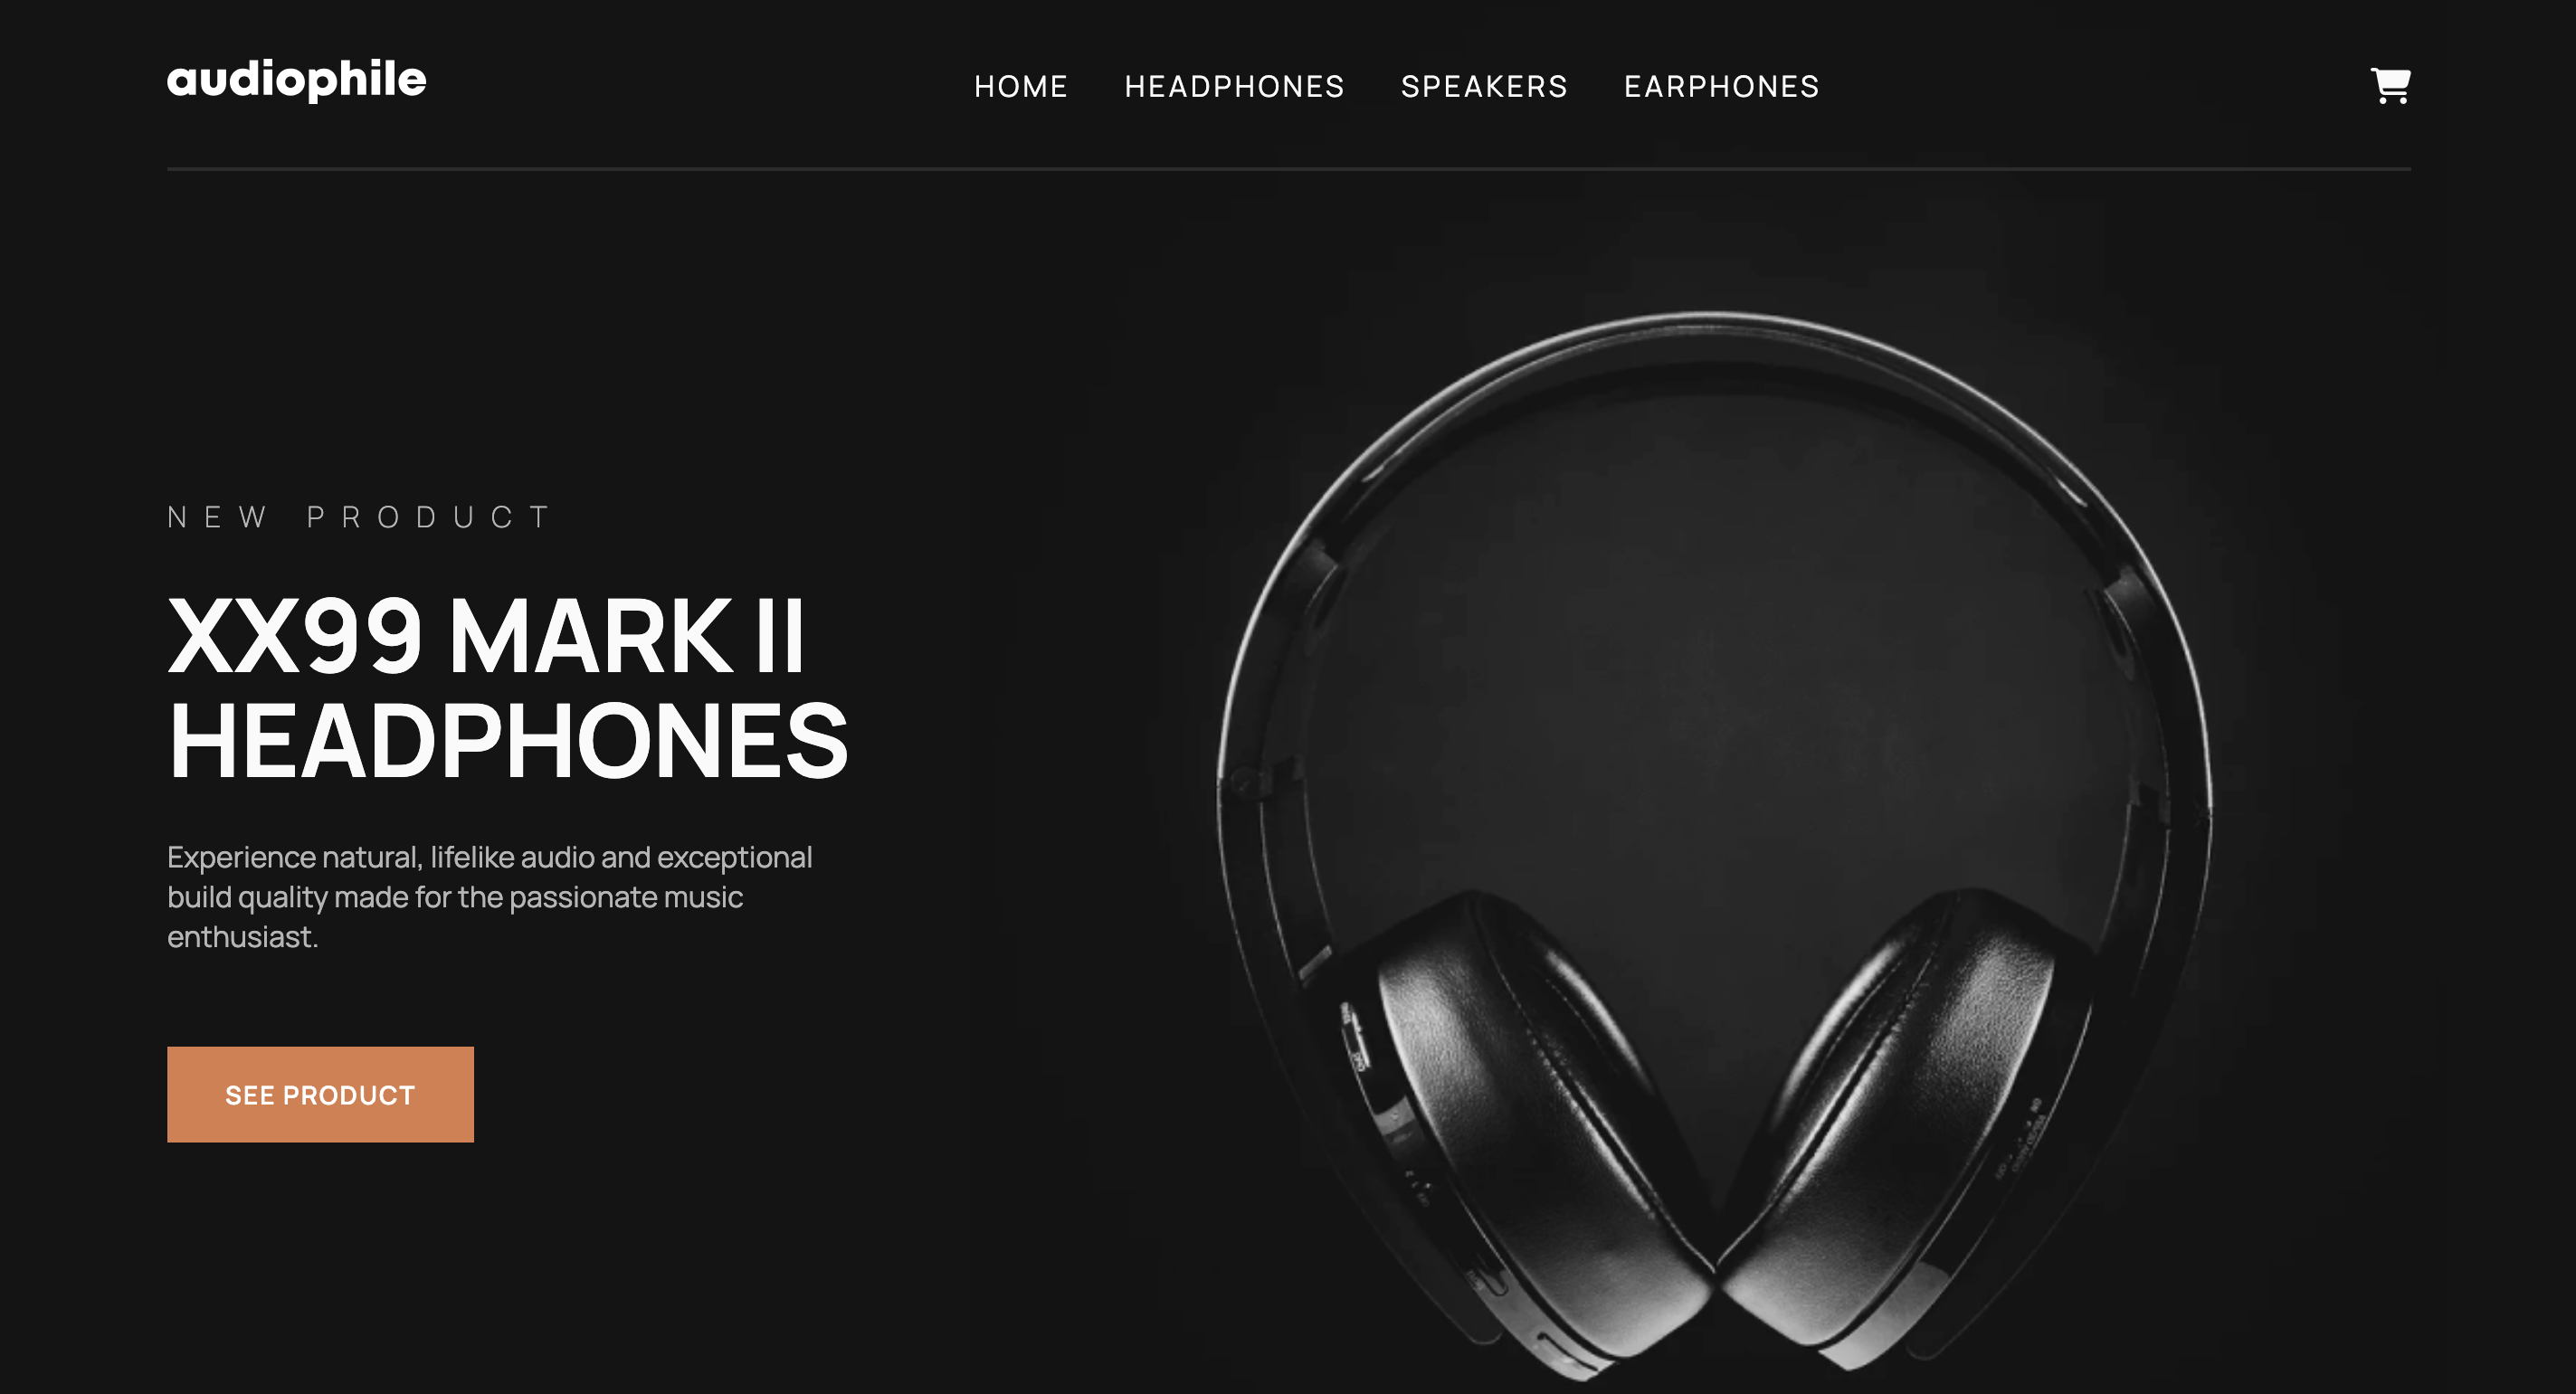 audiophile
HOME HEADPHONES SPEAKERS EARPHONES
NEW PRODUCT
XX99 MARK II
HEADPHONES
Experience natural, lifelike audio and exceptional
build quality made for the passionate music
enthusiast.
SEE PRODUCT